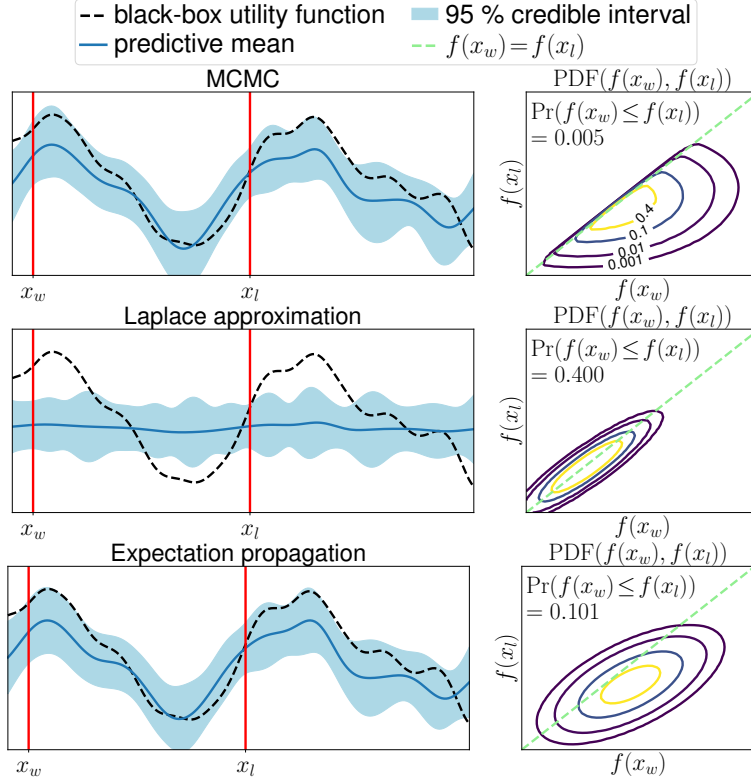 black-box utility function
95 % credible interval
predictive mean
f(x_w) = f(x_l)
MCMC
PDF(f(x_w), f(x_l))
Pr(f(x_w) ≤ f(x_l))
= 0.005
f(x_l)
0.4
0.1
0.01
0.001
x_w
x_l
f(x_w)
Laplace approximation
PDF(f(x_w), f(x_l))
Pr(f(x_w) ≤ f(x_l))
= 0.400
f(x_l)
x_w
x_l
f(x_w)
Expectation propagation
PDF(f(x_w), f(x_l))
Pr(f(x_w) ≤ f(x_l))
= 0.101
f(x_l)
x_w
x_l
f(x_w)